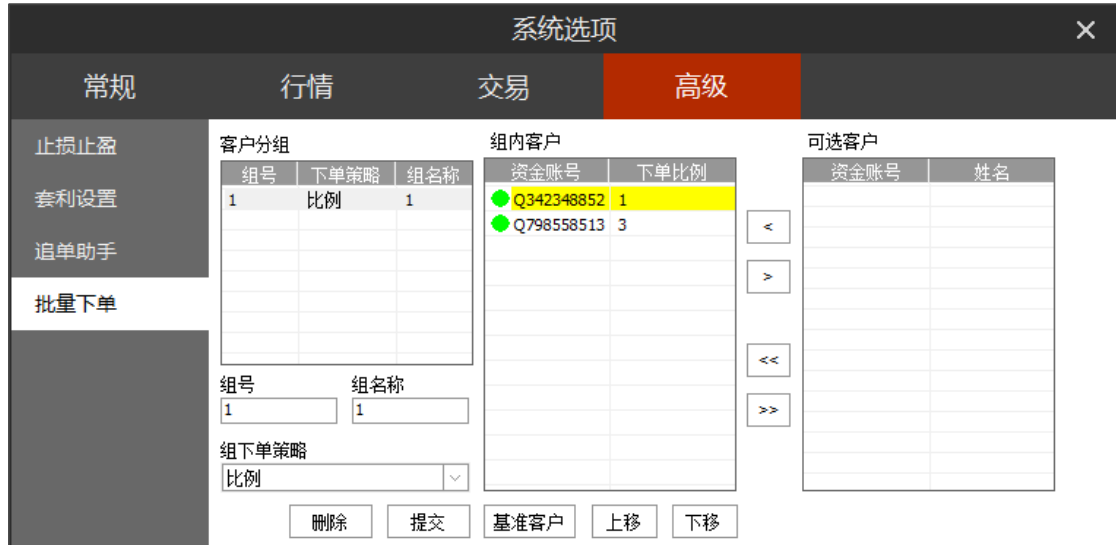 系统选项 ×
常规 行情 交易 高级
止损止盈
套利设置
追单助手
批量下单
客户分组
组号 下单策略 组名称
1 比例 1
组号 组名称
1 1
组下单策略
比例
组内客户
资金账号 下单比例
Q342348852 1
Q798558513 3
<
>
<<
>>
可选客户
资金账号 姓名
删除 提交 基准客户 上移 下移